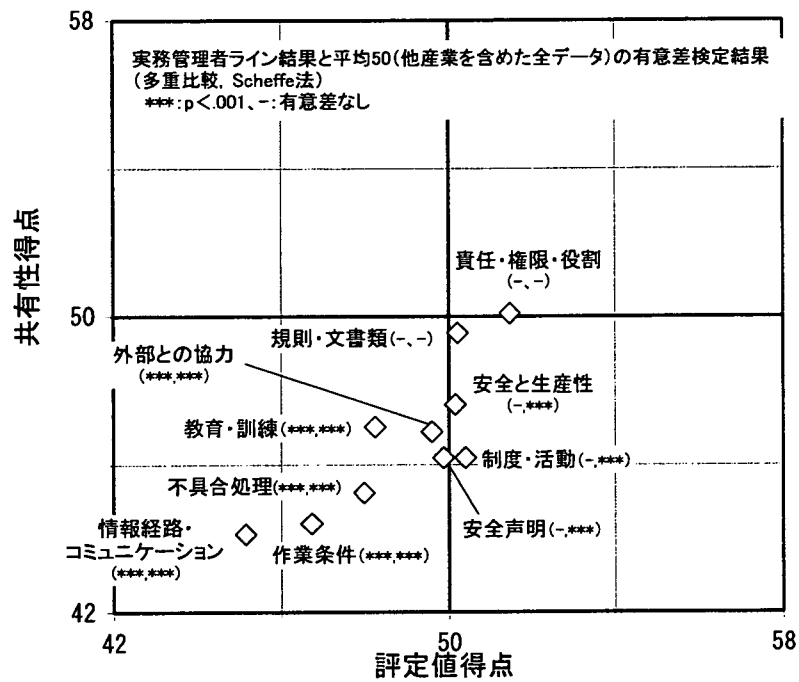 58
実務管理者ライン結果と平均50(他産業を含めた全データ)の有意差検定結果
(多重比較, Scheffe法)
***:p<.001、-:有意差なし
共有性得点
責任・権限・役割
(-、-)
50
規則・文書類(-、-)
外部との協力
(***,***)
安全と生産性
(-,***)
教育・訓練(***,***)
制度・活動(-,***)
不具合処理(***,***)
安全声明(-,***)
情報経路・
コミュニケーション
(***,***)
作業条件(***,***)
42
42
50
58
評定値得点